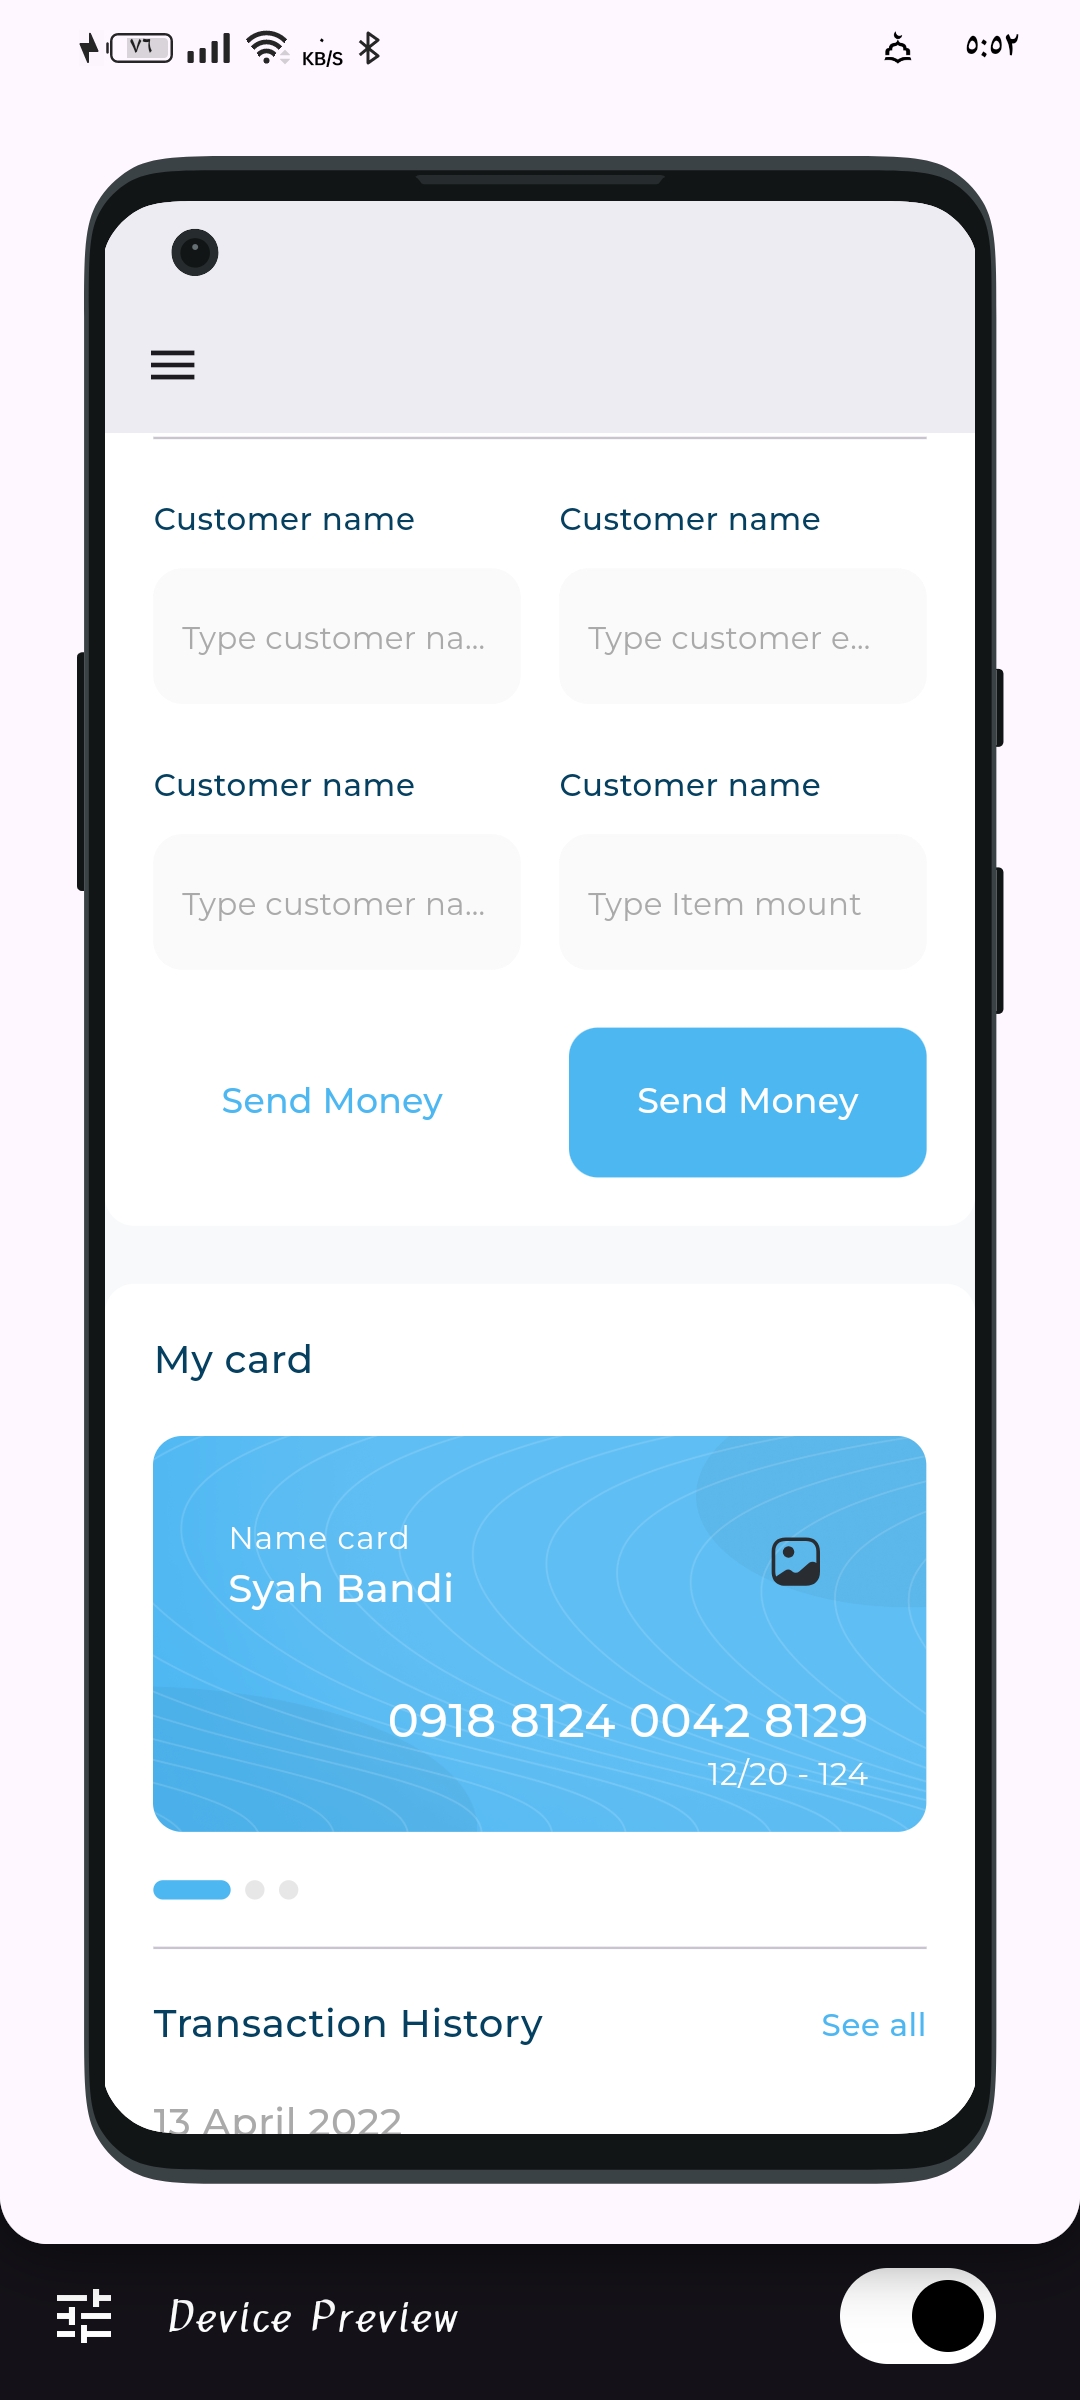 ٧٦
KB/S
٥:٥٢
Customer name Customer name
Type customer na... Type customer e...
Customer name Customer name
Type customer na... Type Item mount
Send Money Send Money
My card
Name card
Syah Bandi
0918 8124 0042 8129
12/20 - 124
Transaction History See all
13 April 2022
Device Preview